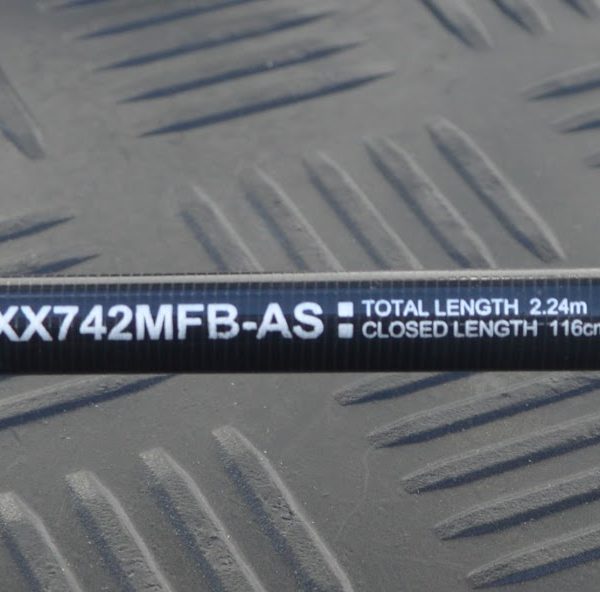 XX742MFB-AS ■ TOTAL LENGTH 2.24m
■ CLOSED LENGTH 116cm